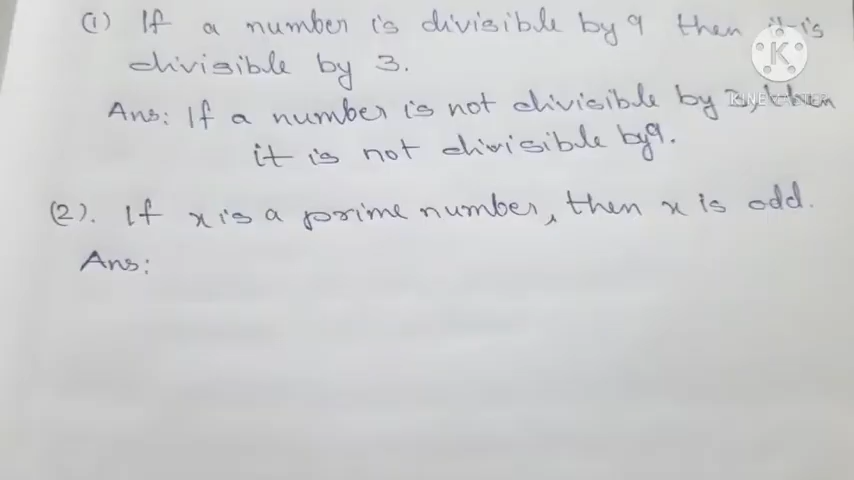 (1) If a number is divisible by 9 then it is
divisible by 3.
Ans: If a number is not divisible by 3, then
it is not divisible by 9.
(2). If x is a prime number, then x is odd.
Ans:
K
KINEMASTER